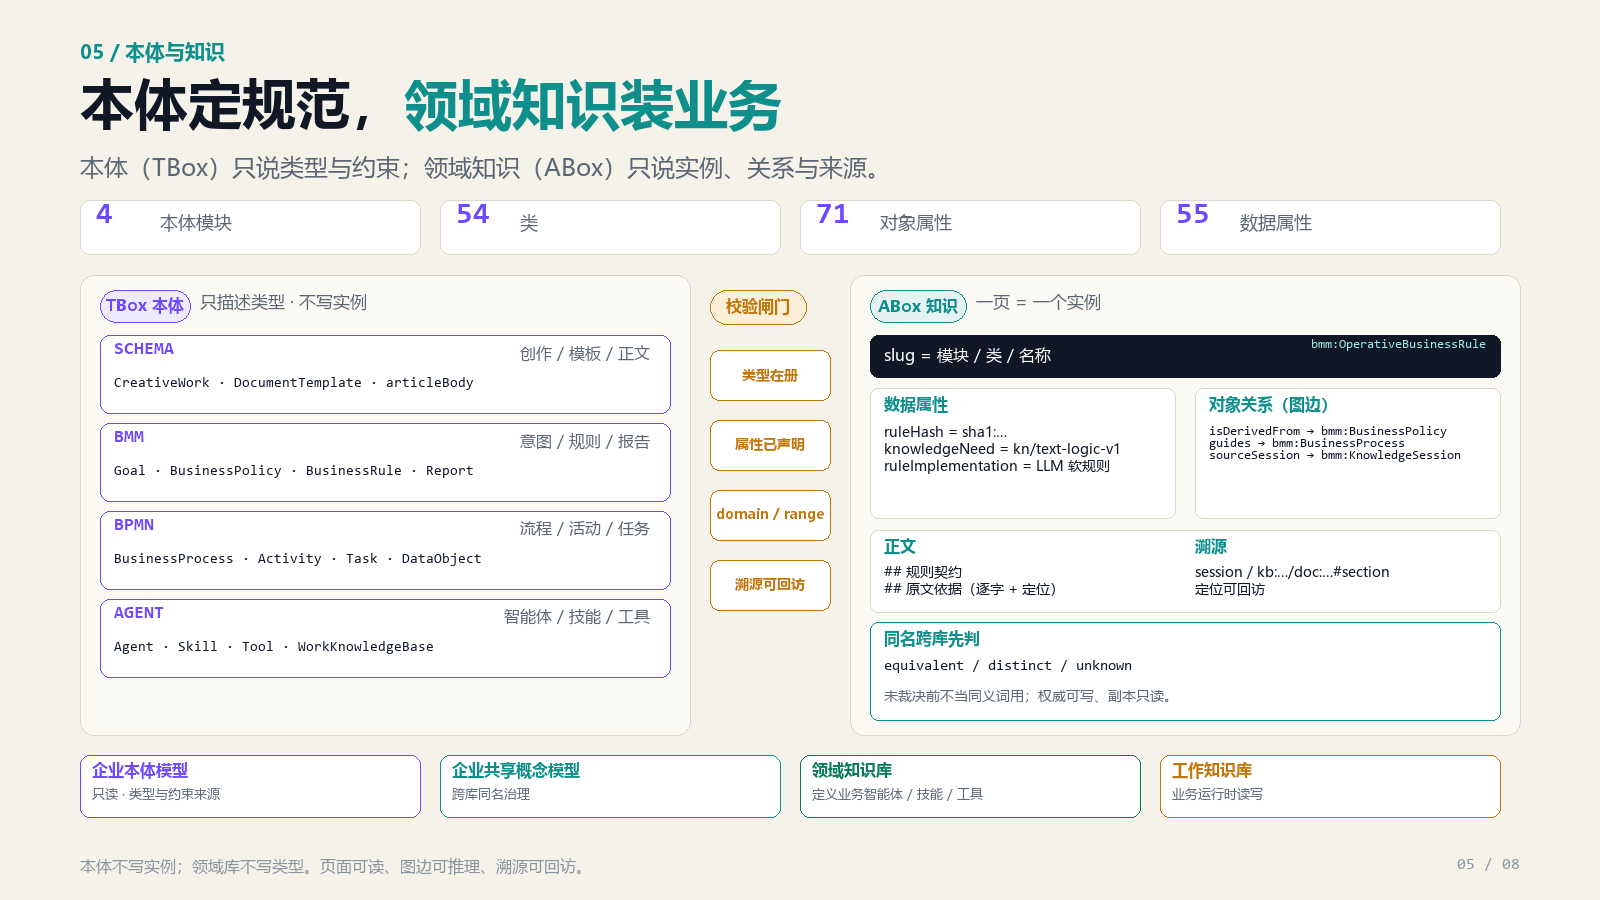 05 / 本体与知识
本体定规范，领域知识装业务
本体（TBox）只说类型与约束；领域知识（ABox）只说实例、关系与来源。
4 本体模块
54 类
71 对象属性
55 数据属性
TBox 本体 只描述类型 · 不写实例
SCHEMA 创作 / 模板 / 正文
CreativeWork · DocumentTemplate · articleBody
BMM 意图 / 规则 / 报告
Goal · BusinessPolicy · BusinessRule · Report
BPMN 流程 / 活动 / 任务
BusinessProcess · Activity · Task · DataObject
AGENT 智能体 / 技能 / 工具
Agent · Skill · Tool · WorkKnowledgeBase
校验闸门
类型在册
属性已声明
domain / range
溯源可回访
ABox 知识 一页 = 一个实例
slug = 模块 / 类 / 名称 bmm:OperativeBusinessRule
数据属性
ruleHash = sha1:...
knowledgeNeed = kn/text-logic-v1
ruleImplementation = LLM 软规则
对象关系（图边）
isDerivedFrom → bmm:BusinessPolicy
guides → bmm:BusinessProcess
sourceSession → bmm:KnowledgeSession
正文
## 规则契约
## 原文依据（逐字 + 定位）
溯源
session / kb:.../doc:...#section
定位可回访
同名跨库先判
equivalent / distinct / unknown
未裁决前不当同义词用；权威可写、副本只读。
企业本体模型
只读 · 类型与约束来源
企业共享概念模型
跨库同名治理
领域知识库
定义业务智能体 / 技能 / 工具
工作知识库
业务运行时读写
本体不写实例；领域库不写类型。页面可读、图边可推理、溯源可回访。
05 / 08